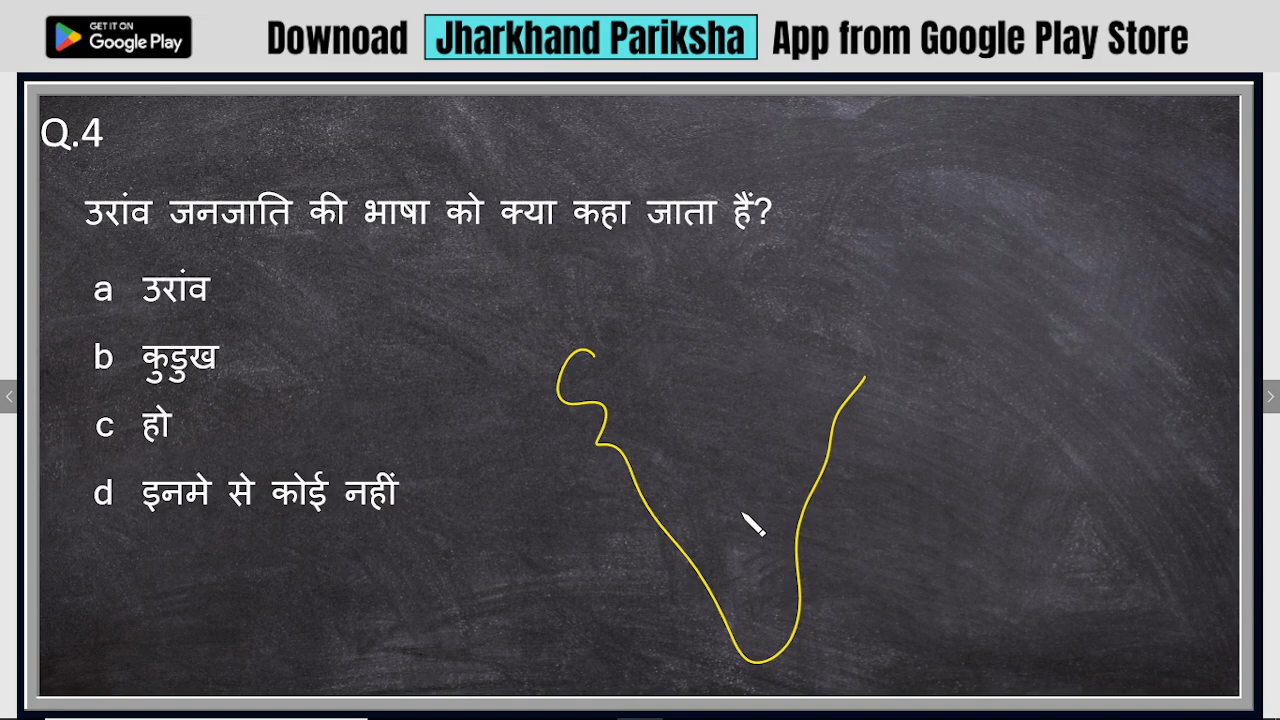 GET IT ON
Google Play
Downoad Jharkhand Pariksha App from Google Play Store
Q.4
उरांव जनजाति की भाषा को क्या कहा जाता हैं?
a उरांव
b कुडुख
c हो
d इनमे से कोई नहीं